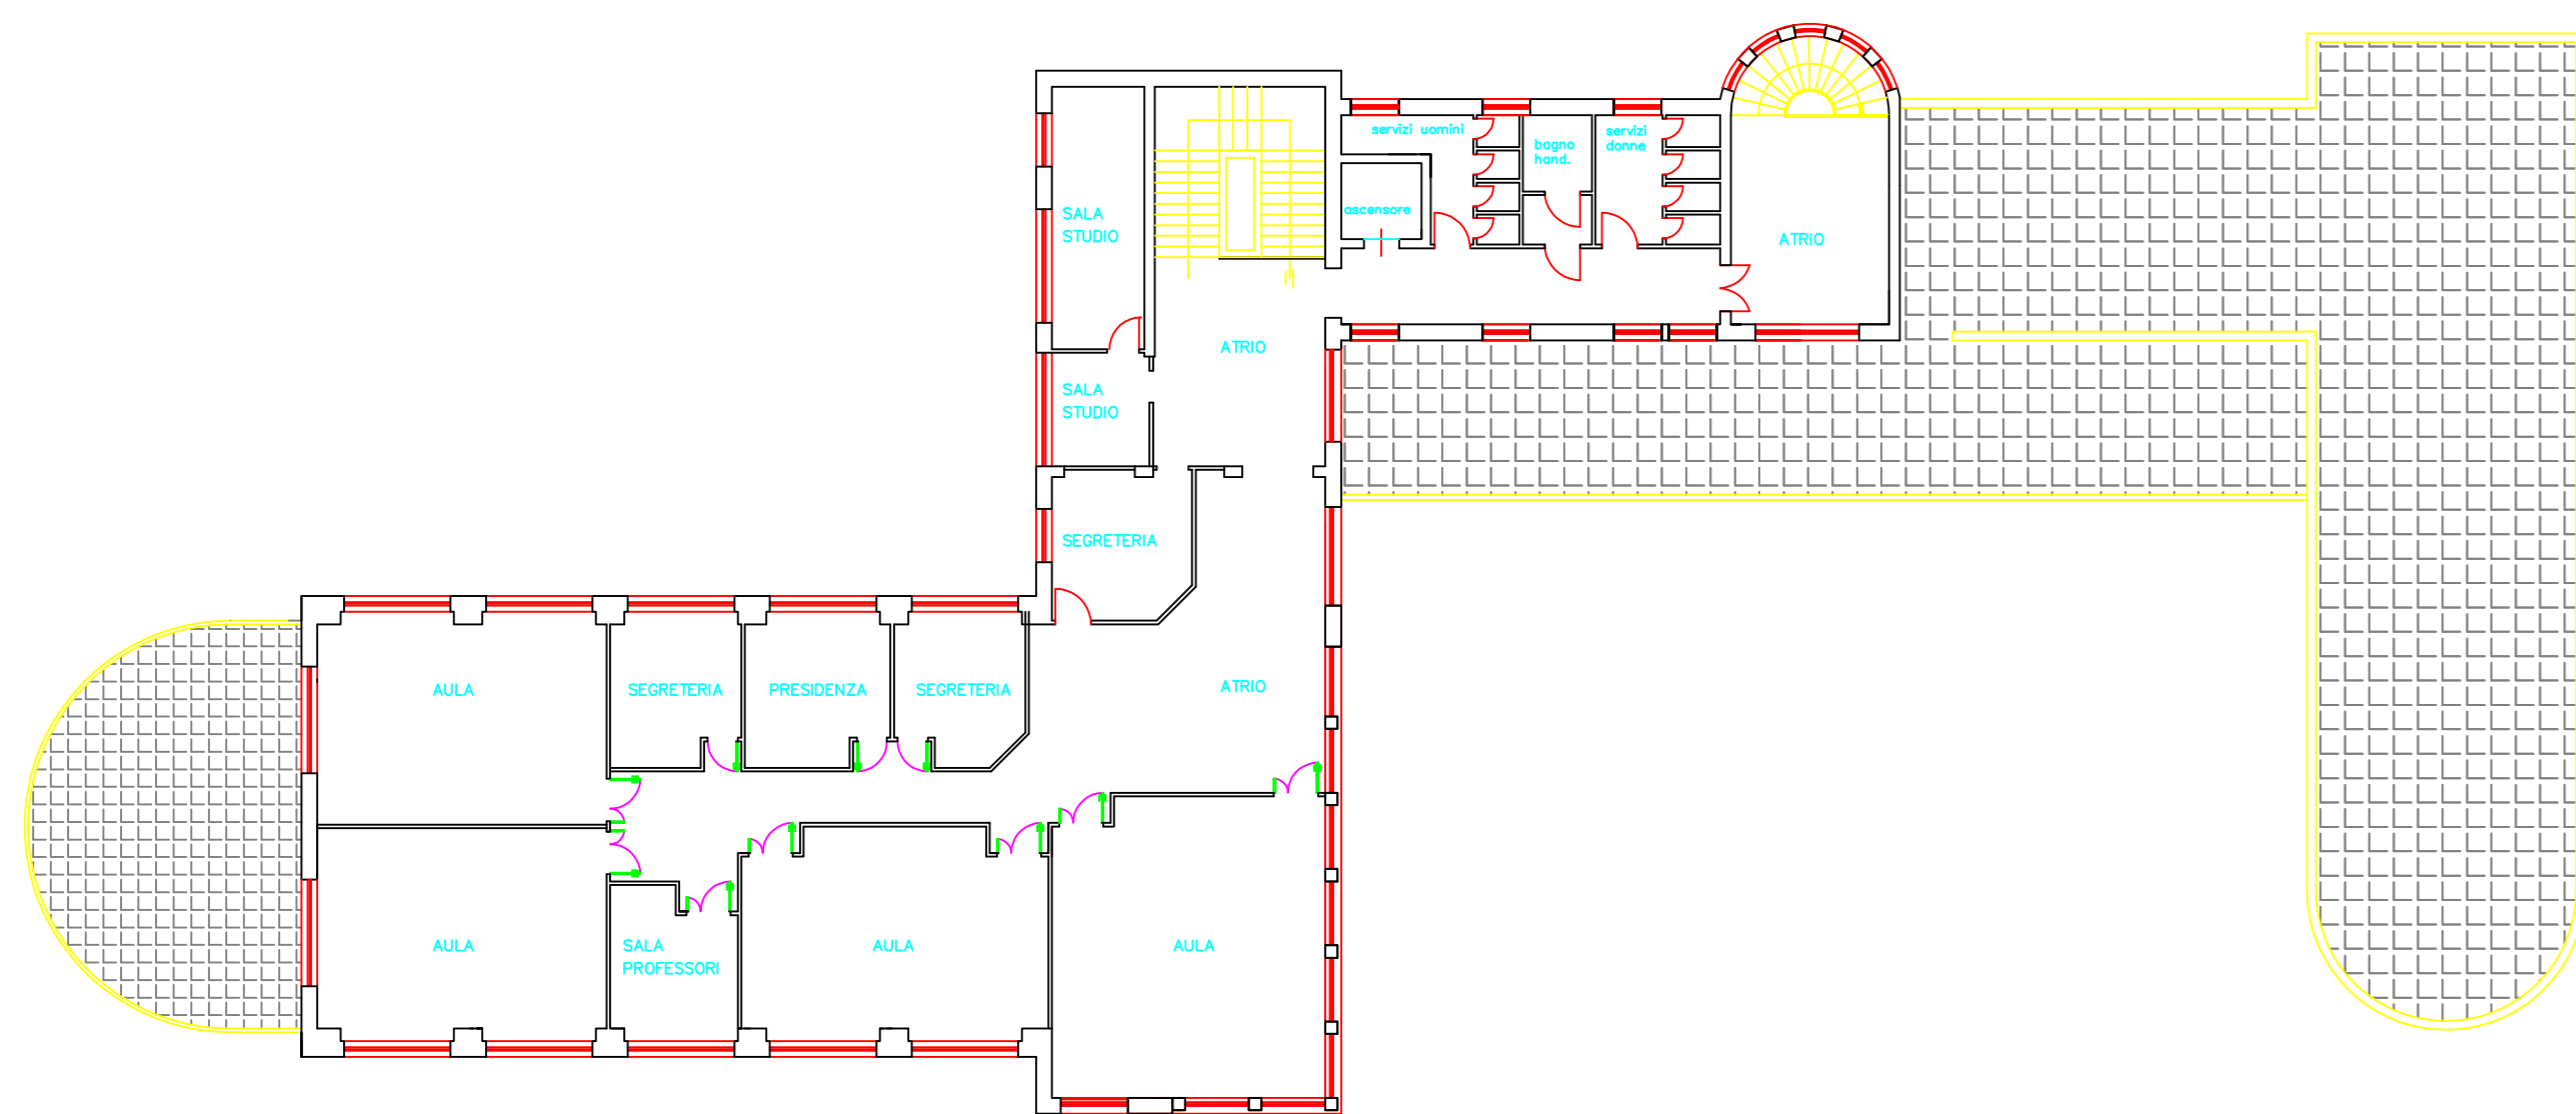 servizi uomini
servizi
donne
bagno
hand.
ascensore
SALA
STUDIO
ATRIO
ATRIO
SALA
STUDIO
SEGRETERIA
ATRIO
AULA
SEGRETERIA
PRESIDENZA
SEGRETERIA
AULA
SALA
PROFESSORI
AULA
AULA